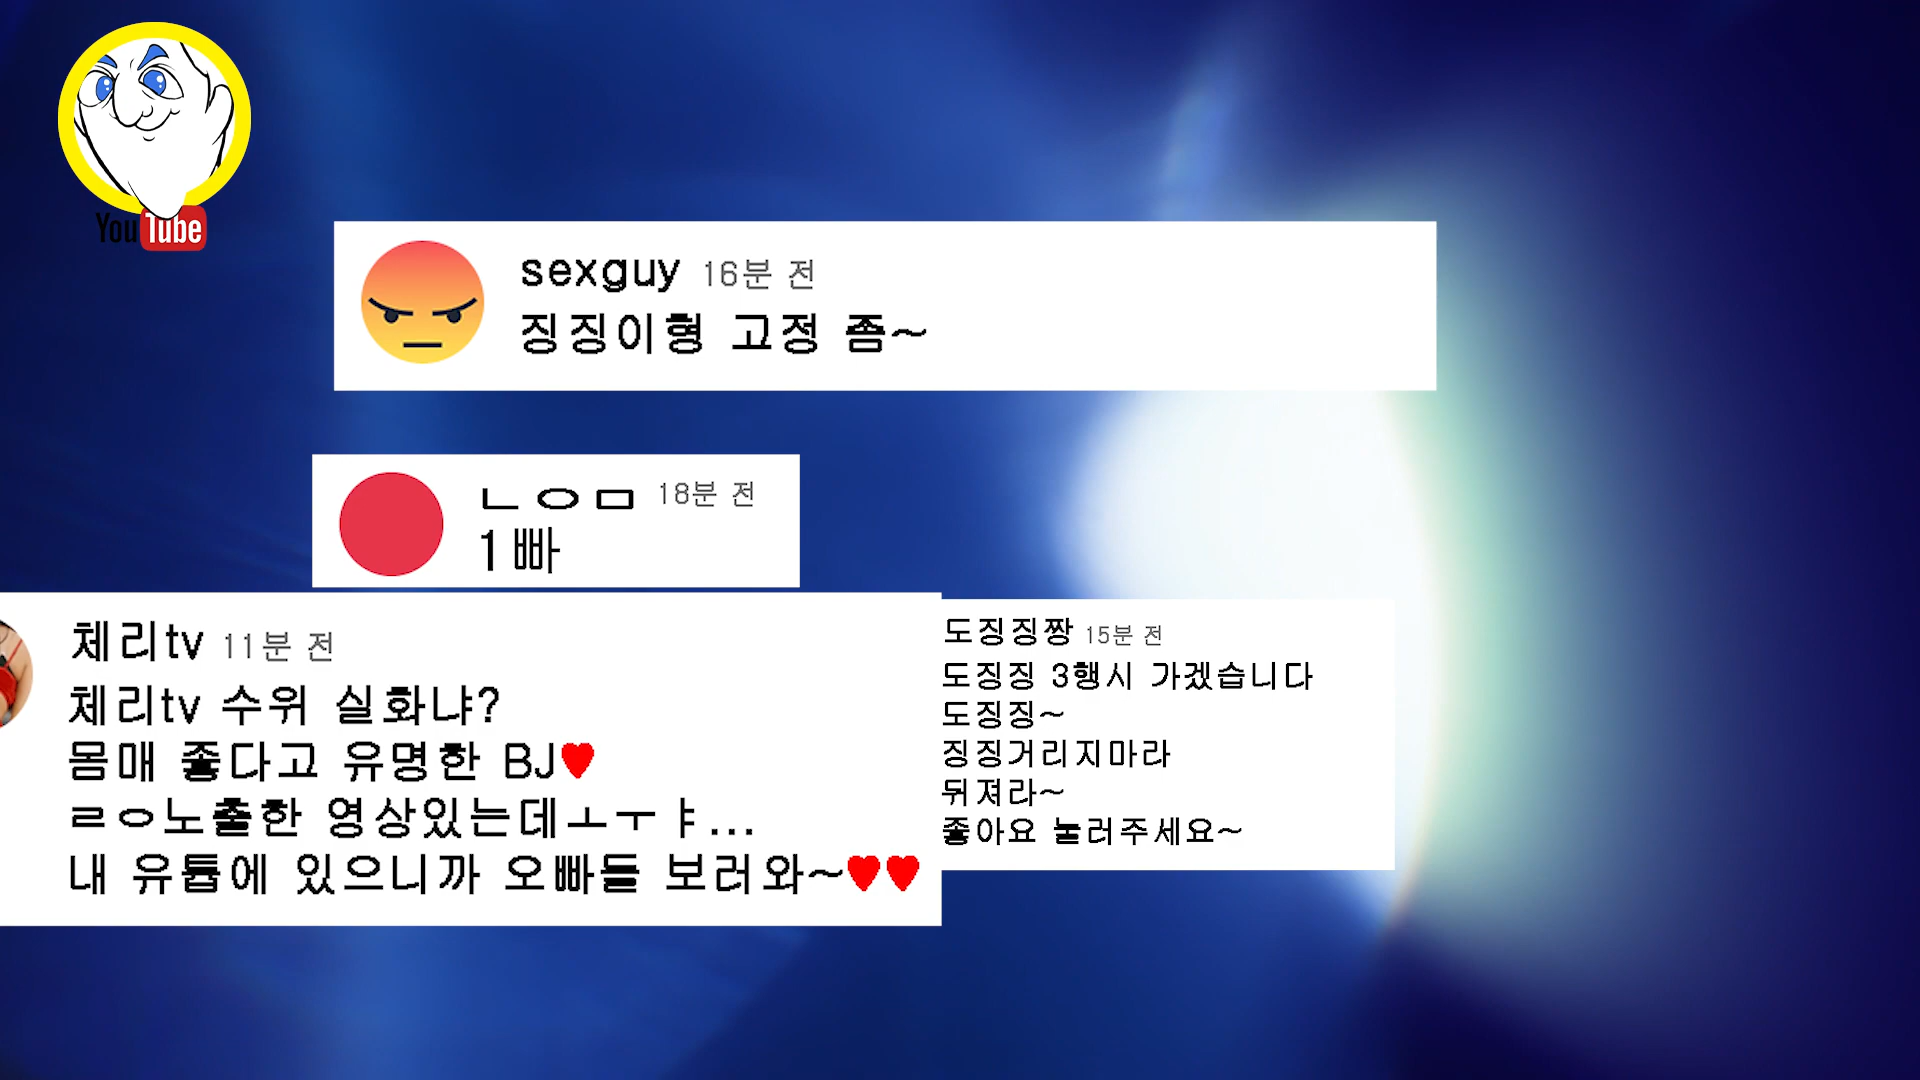 YouTube
sexguy 16분 전
징징이형 고정 좀~
ㄴㅇㅁ 18분 전
1빠
체리tv 11분 전
체리tv 수위 실화냐?
몸매 좋다고 유명한 BJ♥
ㄹㅇ노출한 영상있는데ㅗㅜㅑ...
내 유튭에 있으니까 오빠들 보러와~♥♥
도징징짱 15분 전
도징징 3행시 가겠습니다
도징징~
징징거리지마라
뒤져라~
좋아요 눌러주세요~